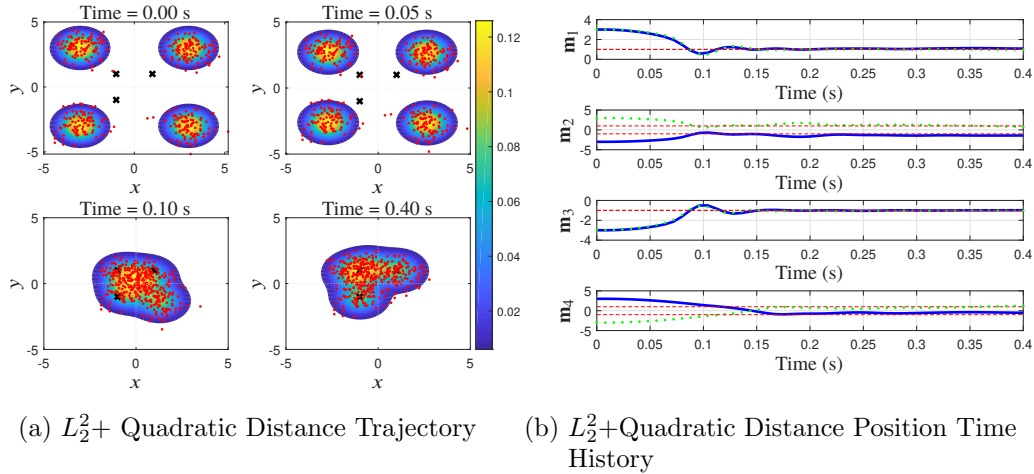 Time = 0.00 s
5
0
-5
y
-5
0
5
x
Time = 0.05 s
5
0
-5
y
-5
0
5
x
Time = 0.10 s
5
0
-5
y
-5
0
5
x
Time = 0.40 s
5
0
-5
y
-5
0
5
x
0.12
0.1
0.08
0.06
0.04
0.02
(a) L₂²+ Quadratic Distance Trajectory
m₁
4
2
0
0 0.05 0.1 0.15 0.2 0.25 0.3 0.35 0.4
Time (s)
m₂
5
0
-5
0 0.05 0.1 0.15 0.2 0.25 0.3 0.35 0.4
Time (s)
m₃
0
-2
-4
0 0.05 0.1 0.15 0.2 0.25 0.3 0.35 0.4
Time (s)
m₄
5
0
-5
0 0.05 0.1 0.15 0.2 0.25 0.3 0.35 0.4
Time (s)
(b) L₂²+Quadratic Distance Position Time
History